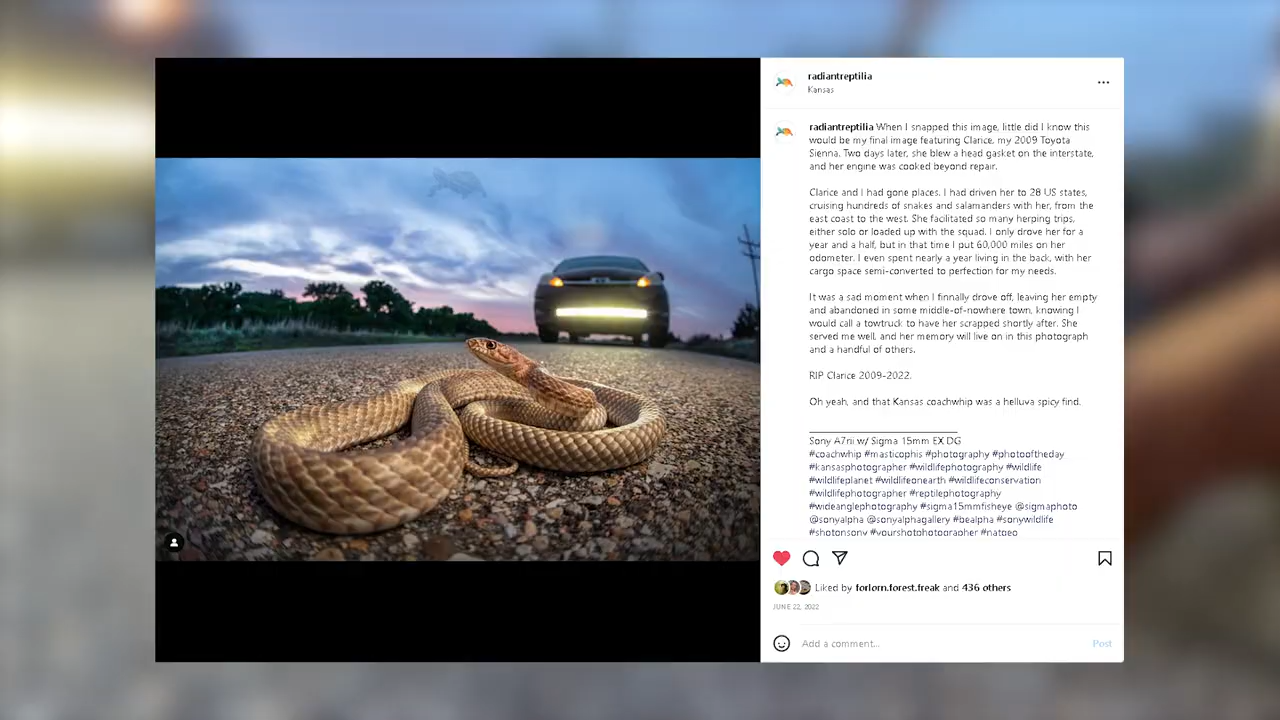 radiantreptilia
Kansas
radiantreptilia When I snapped this image, little did I know this
would be my final image featuring Clarice, my 2009 Toyota
Sienna. Two days later, she blew a head gasket on the interstate,
and her engine was cooked beyond repair.
Clarice and I had gone places. I had driven her to 28 US states,
cruising hundreds of snakes and salamanders with her, from the
east coast to the west. She facilitated so many herping trips,
either solo or loaded up with the squad. I only drove her for a
year and a half, but in that time I put 60,000 miles on her
odometer. I even spent nearly a year living in the back, with her
cargo space semi-converted to perfection for my needs.
It was a sad moment when I finnally drove off, leaving her empty
and abandoned in some middle-of-nowhere town, knowing I
would call a towtruck to have her scrapped shortly after. She
served me well, and her memory will live on in this photograph
and a handful of others.
RIP Clarice 2009-2022.
Oh yeah, and that Kansas coachwhip was a helluva spicy find.
Sony A7rii w/ Sigma 15mm EX DG
#coachwhip #masticophis #photography #photooftheday
#kansasphotographer #wildlifephotography #wildlife
#wildlifeplanet #wildlifeonearth #wildlifeconservation
#wildlifephotographer #reptilephotography
#wideanglephotography #sigma15mmfisheye @sigmaphoto
@sonyalpha @sonyalphagallery #bealpha #sonywildlife
#shotonsony #yourshotphotographer #natgeo
Liked by forlorn.forest.freak and 436 others
JUNE 22, 2022
Add a comment...
Post